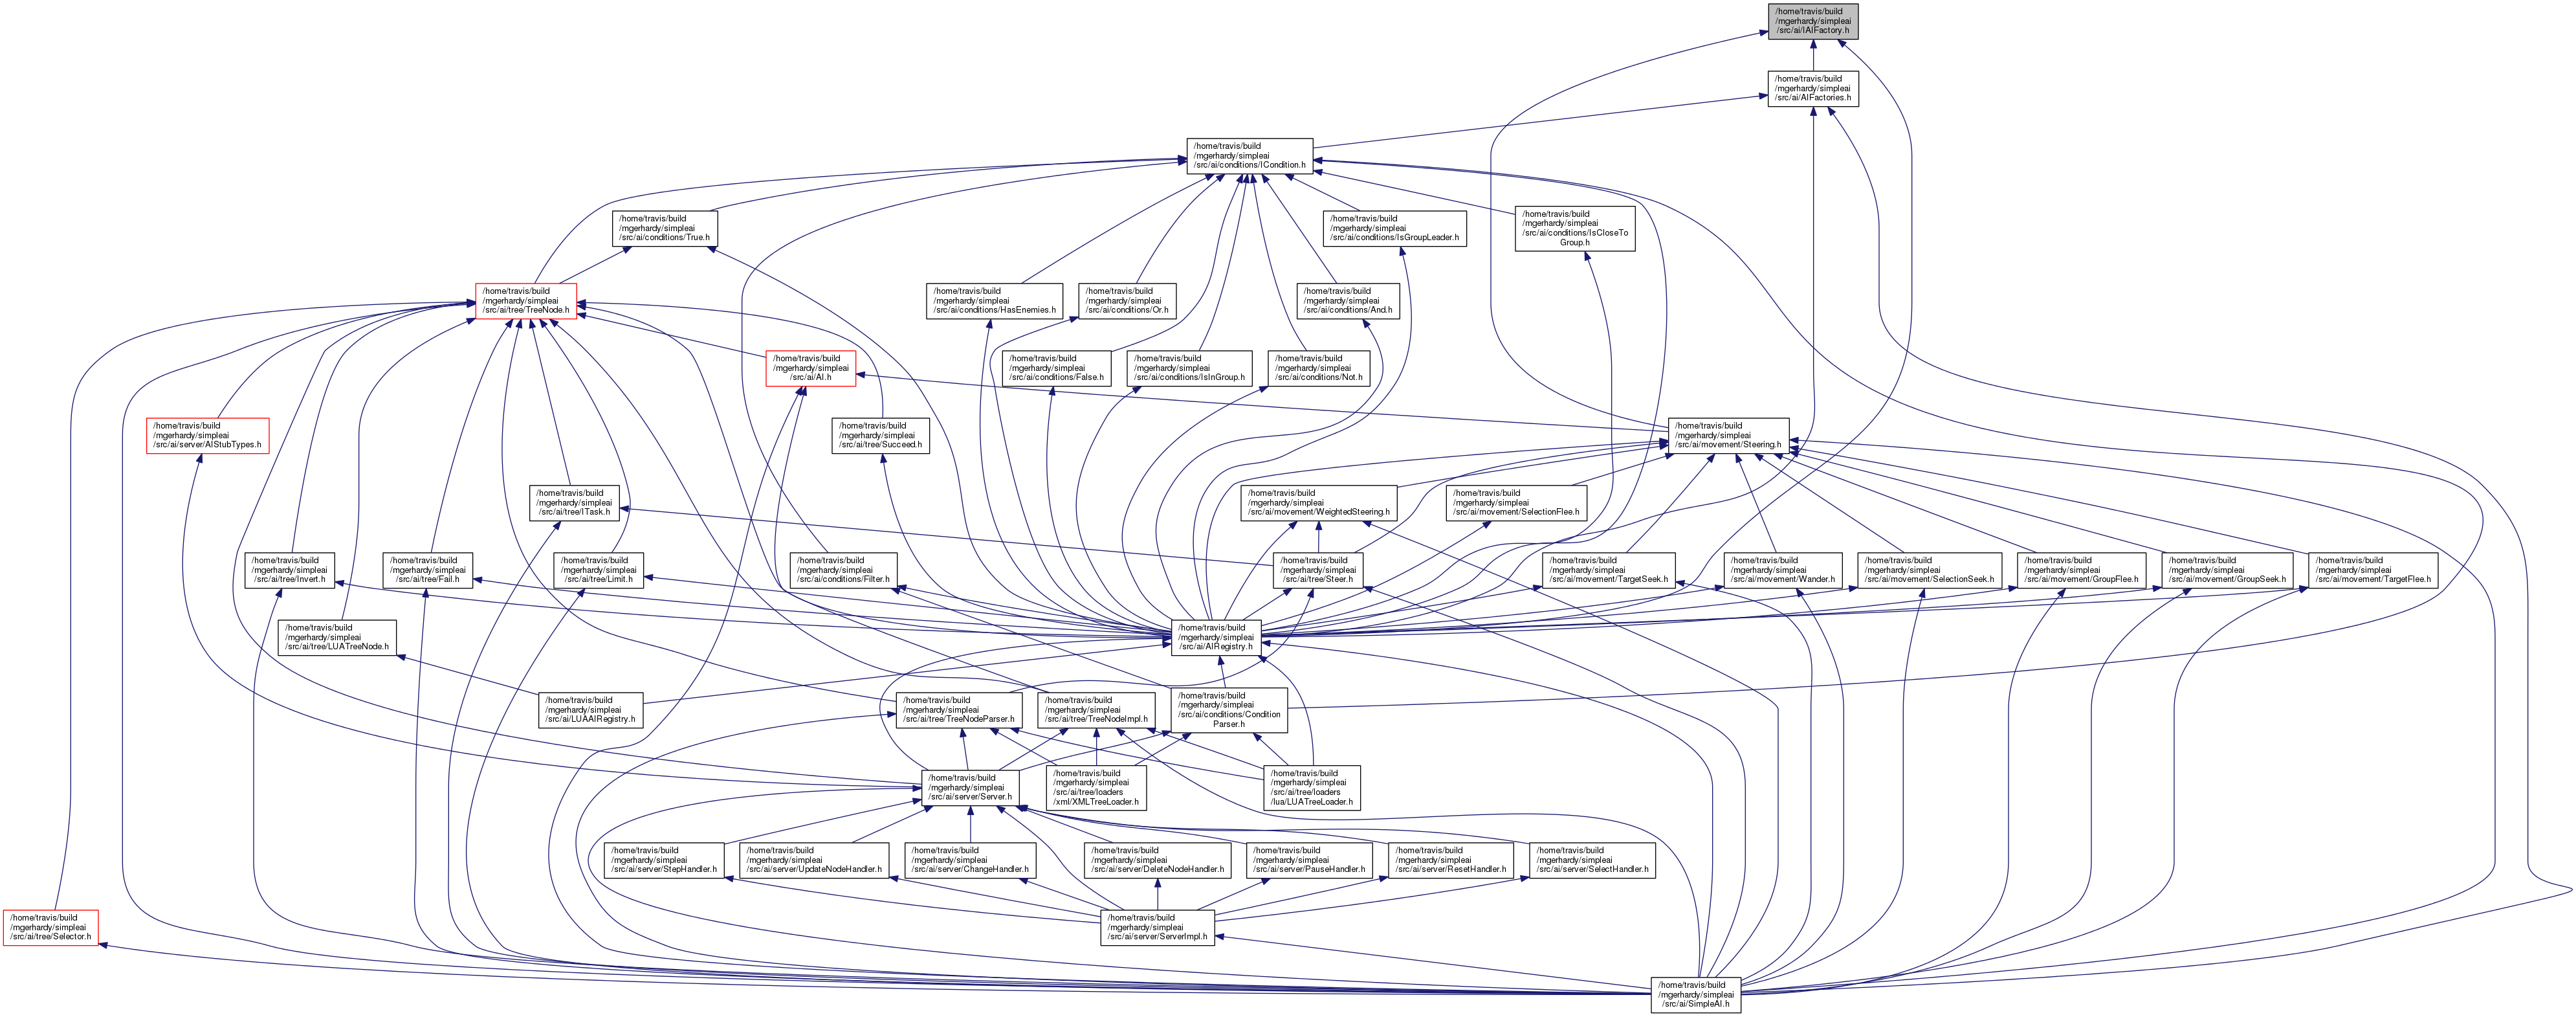 /home/travis/build
/mgerhardy/simpleai
/src/ai/IAIFactory.h
/home/travis/build
/mgerhardy/simpleai
/src/ai/AIFactories.h
/home/travis/build
/mgerhardy/simpleai
/src/ai/conditions/ICondition.h
/home/travis/build
/mgerhardy/simpleai
/src/ai/conditions/True.h
/home/travis/build
/mgerhardy/simpleai
/src/ai/conditions/IsGroupLeader.h
/home/travis/build
/mgerhardy/simpleai
/src/ai/conditions/IsCloseTo
Group.h
/home/travis/build
/mgerhardy/simpleai
/src/ai/tree/TreeNode.h
/home/travis/build
/mgerhardy/simpleai
/src/ai/conditions/HasEnemies.h
/home/travis/build
/mgerhardy/simpleai
/src/ai/conditions/Or.h
/home/travis/build
/mgerhardy/simpleai
/src/ai/conditions/And.h
/home/travis/build
/mgerhardy/simpleai
/src/ai/AI.h
/home/travis/build
/mgerhardy/simpleai
/src/ai/conditions/False.h
/home/travis/build
/mgerhardy/simpleai
/src/ai/conditions/IsInGroup.h
/home/travis/build
/mgerhardy/simpleai
/src/ai/conditions/Not.h
/home/travis/build
/mgerhardy/simpleai
/src/ai/server/AIStubTypes.h
/home/travis/build
/mgerhardy/simpleai
/src/ai/tree/Succeed.h
/home/travis/build
/mgerhardy/simpleai
/src/ai/movement/Steering.h
/home/travis/build
/mgerhardy/simpleai
/src/ai/tree/ITask.h
/home/travis/build
/mgerhardy/simpleai
/src/ai/movement/WeightedSteering.h
/home/travis/build
/mgerhardy/simpleai
/src/ai/movement/SelectionFlee.h
/home/travis/build
/mgerhardy/simpleai
/src/ai/tree/Invert.h
/home/travis/build
/mgerhardy/simpleai
/src/ai/tree/Fail.h
/home/travis/build
/mgerhardy/simpleai
/src/ai/tree/Limit.h
/home/travis/build
/mgerhardy/simpleai
/src/ai/conditions/Filter.h
/home/travis/build
/mgerhardy/simpleai
/src/ai/tree/Steer.h
/home/travis/build
/mgerhardy/simpleai
/src/ai/movement/TargetSeek.h
/home/travis/build
/mgerhardy/simpleai
/src/ai/movement/Wander.h
/home/travis/build
/mgerhardy/simpleai
/src/ai/movement/SelectionSeek.h
/home/travis/build
/mgerhardy/simpleai
/src/ai/movement/GroupFlee.h
/home/travis/build
/mgerhardy/simpleai
/src/ai/movement/GroupSeek.h
/home/travis/build
/mgerhardy/simpleai
/src/ai/movement/TargetFlee.h
/home/travis/build
/mgerhardy/simpleai
/src/ai/tree/LUATreeNode.h
/home/travis/build
/mgerhardy/simpleai
/src/ai/AIRegistry.h
/home/travis/build
/mgerhardy/simpleai
/src/ai/LUAAIRegistry.h
/home/travis/build
/mgerhardy/simpleai
/src/ai/tree/TreeNodeParser.h
/home/travis/build
/mgerhardy/simpleai
/src/ai/tree/TreeNodeImpl.h
/home/travis/build
/mgerhardy/simpleai
/src/ai/conditions/Condition
Parser.h
/home/travis/build
/mgerhardy/simpleai
/src/ai/server/Server.h
/home/travis/build
/mgerhardy/simpleai
/src/ai/tree/loaders
/xml/XMLTreeLoader.h
/home/travis/build
/mgerhardy/simpleai
/src/ai/tree/loaders
/lua/LUATreeLoader.h
/home/travis/build
/mgerhardy/simpleai
/src/ai/server/StepHandler.h
/home/travis/build
/mgerhardy/simpleai
/src/ai/server/UpdateNodeHandler.h
/home/travis/build
/mgerhardy/simpleai
/src/ai/server/ChangeHandler.h
/home/travis/build
/mgerhardy/simpleai
/src/ai/server/DeleteNodeHandler.h
/home/travis/build
/mgerhardy/simpleai
/src/ai/server/PauseHandler.h
/home/travis/build
/mgerhardy/simpleai
/src/ai/server/ResetHandler.h
/home/travis/build
/mgerhardy/simpleai
/src/ai/server/SelectHandler.h
/home/travis/build
/mgerhardy/simpleai
/src/ai/tree/Selector.h
/home/travis/build
/mgerhardy/simpleai
/src/ai/server/ServerImpl.h
/home/travis/build
/mgerhardy/simpleai
/src/ai/SimpleAI.h